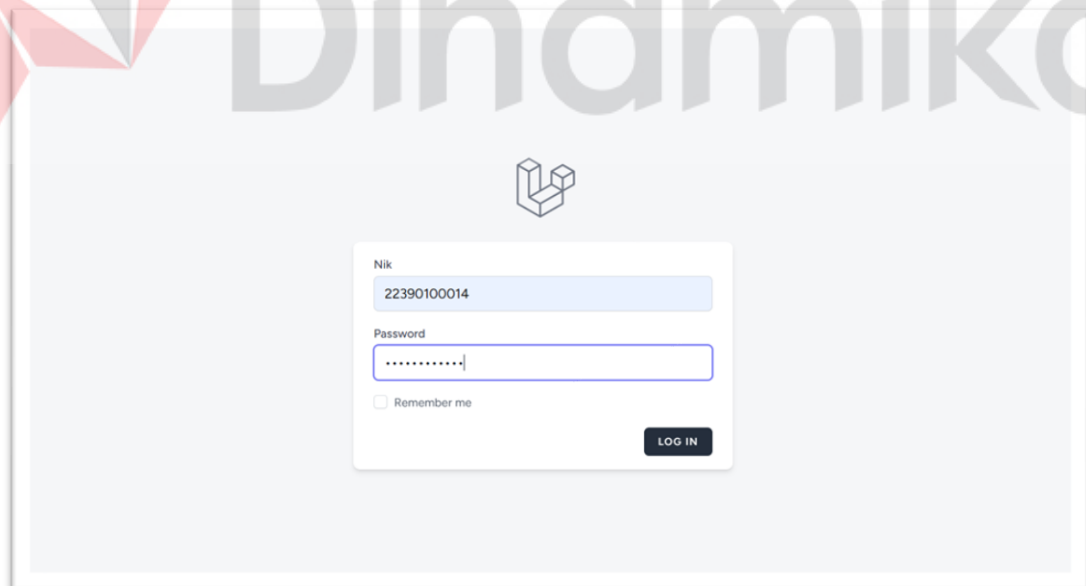 Dinamika
Nik
22390100014
Password
••••••••••••
Remember me
LOG IN